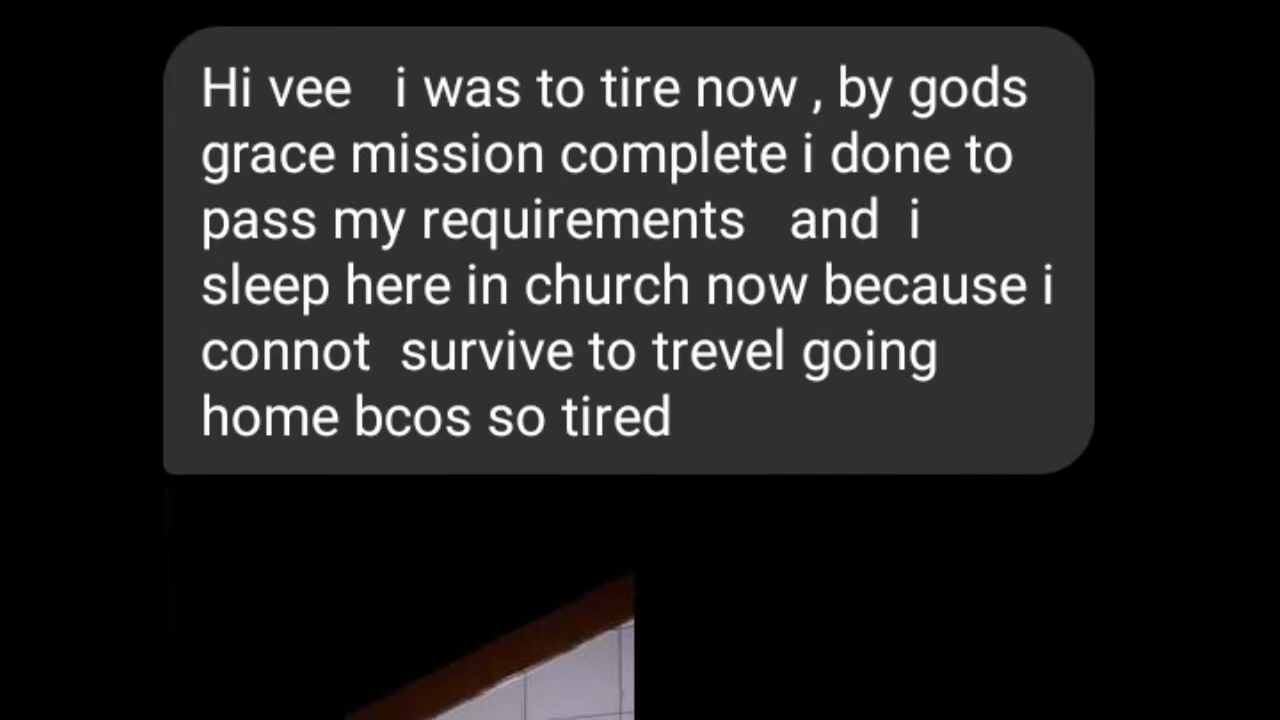 Hi vee   i was to tire now , by gods
grace mission complete i done to
pass my requirements   and  i
sleep here in church now because i
connot  survive to trevel going
home bcos so tired